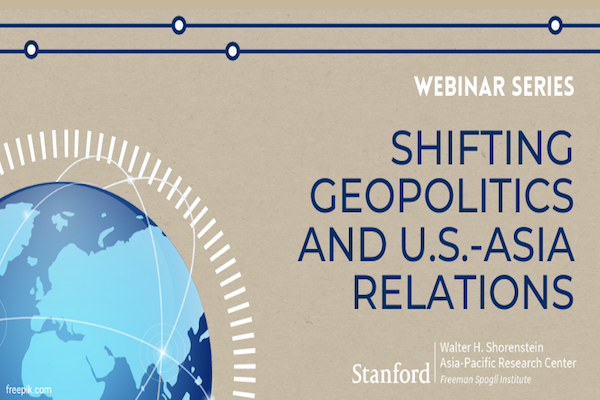 WEBINAR SERIES
SHIFTING
GEOPOLITICS
AND U.S.-ASIA
RELATIONS
Stanford
Walter H. Shorenstein
Asia-Pacific Research Center
Freeman Spogli Institute
freepik.com